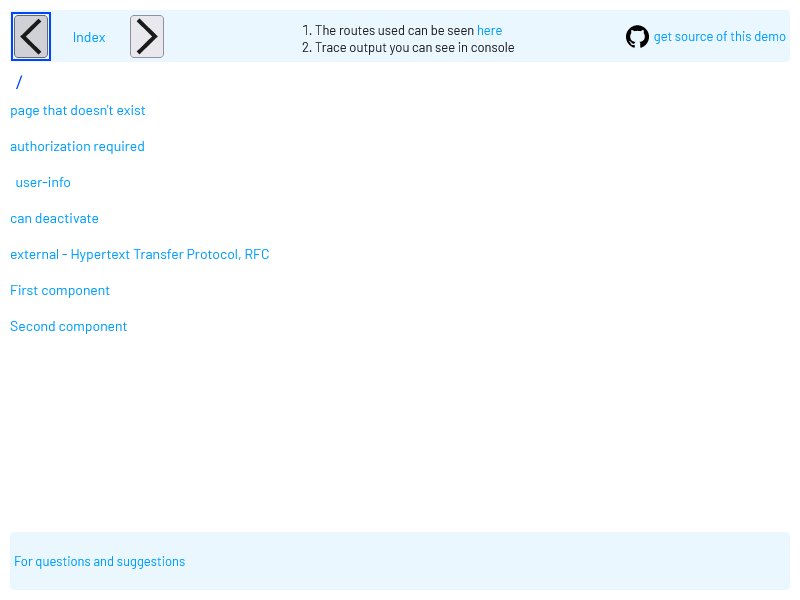 Index
1. The routes used can be seen here
2. Trace output you can see in console
get source of this demo
/
page that doesn't exist
authorization required
user-info
can deactivate
external - Hypertext Transfer Protocol, RFC
First component
Second component
For questions and suggestions